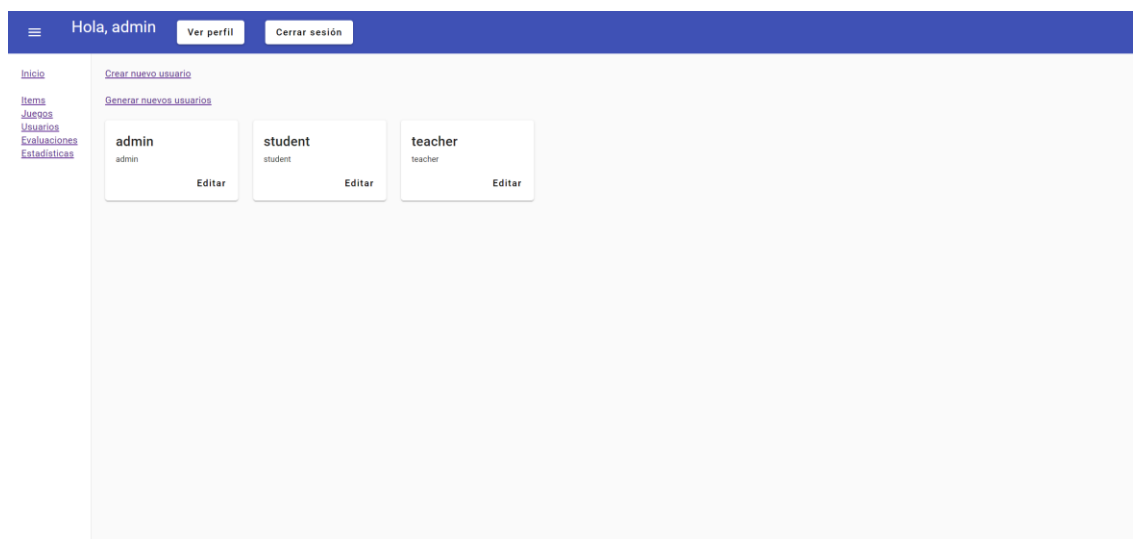 Hola, admin
Ver perfil
Cerrar sesión
Inicio
Items
Juegos
Usuarios
Evaluaciones
Estadísticas
Crear nuevo usuario
Generar nuevos usuarios
admin
admin
Editar
student
student
Editar
teacher
teacher
Editar